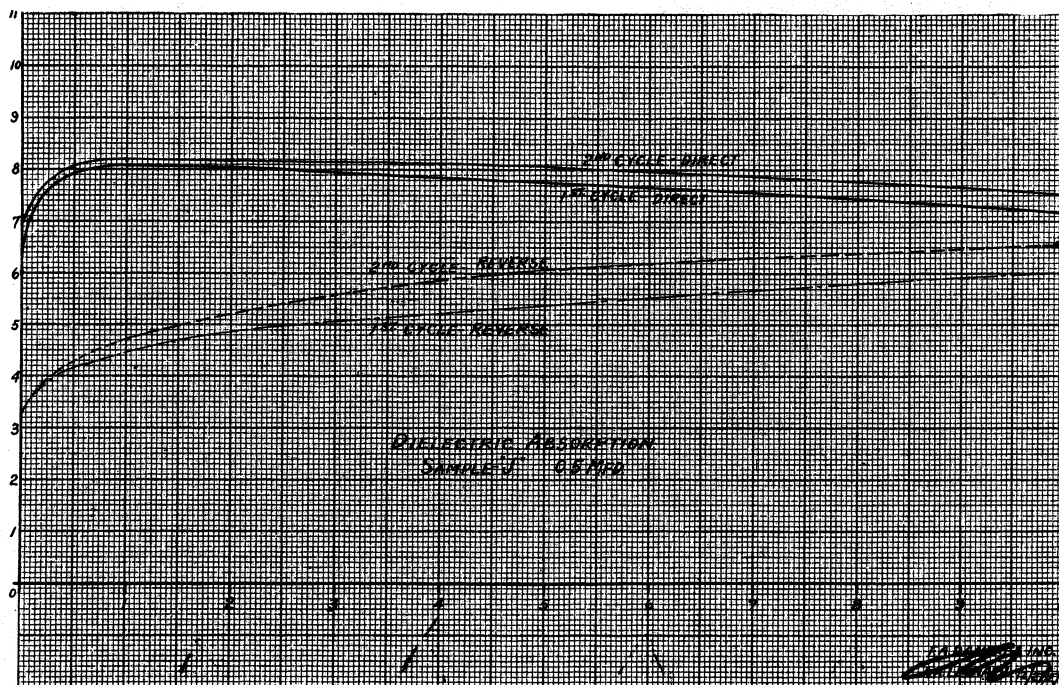 11
10
9
8
7
6
5
4
3
2
1
0
2ND CYCLE-DIRECT
1ST CYCLE-DIRECT
2ND CYCLE- REVERSE
1ST CYCLE REVERSE
DIELECTRIC ABSORPTION
SAMPLE-"J" 0.5 MFD
1 2 3 4 5 6 7 8 9
INC